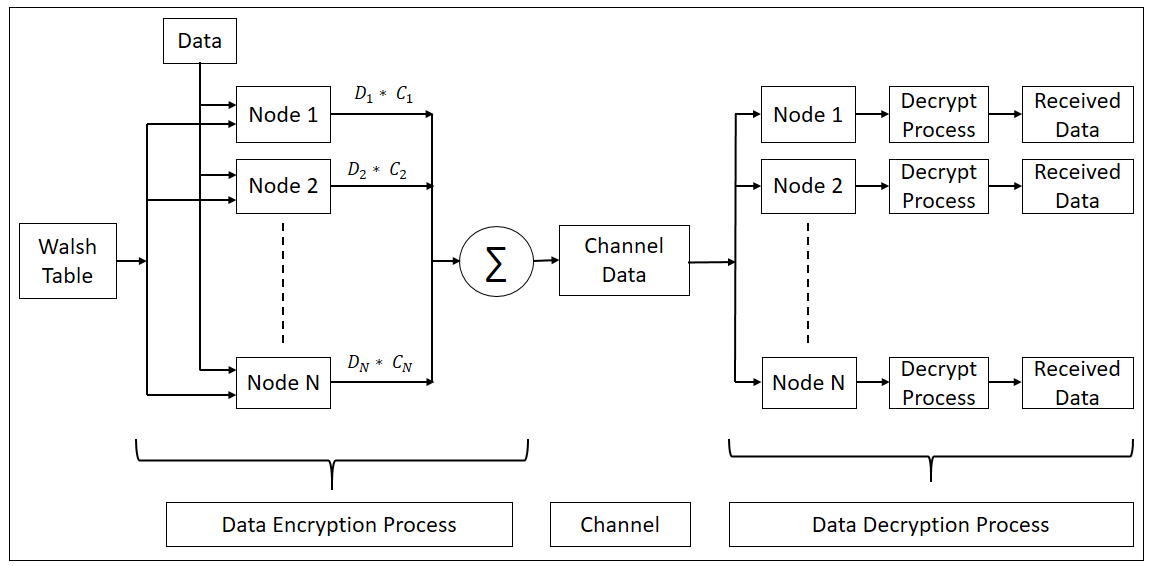 Data
Node 1
D₁ * C₁
Node 2
D₂ * C₂
Walsh
Table
Node N
D_N * C_N
∑
Channel
Data
Node 1
Decrypt
Process
Received
Data
Node 2
Decrypt
Process
Received
Data
Node N
Decrypt
Process
Received
Data
Data Encryption Process
Channel
Data Decryption Process